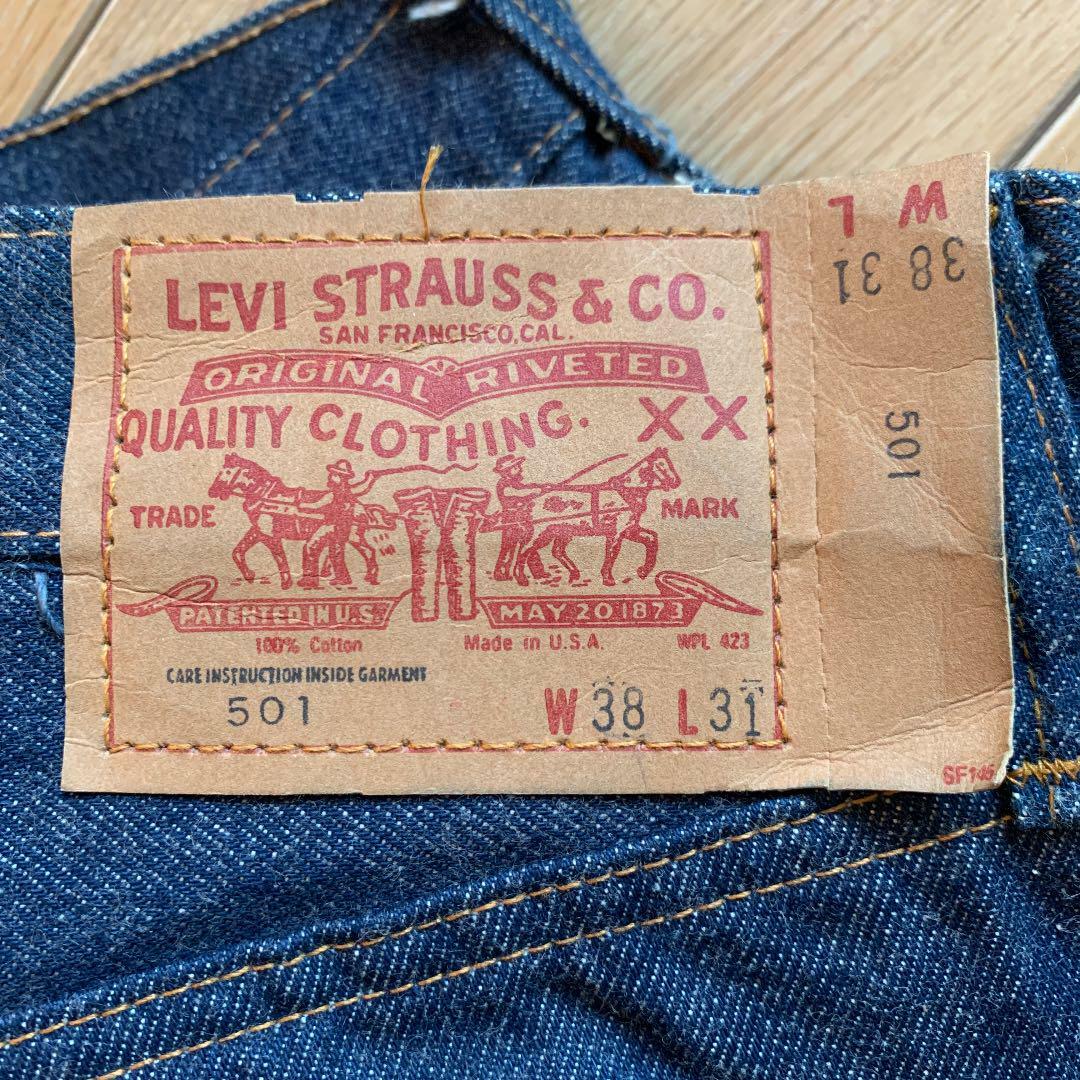 LEVI STRAUSS & CO.
SAN FRANCISCO, CAL.
ORIGINAL RIVETED
QUALITY CLOTHING. XX
TRADE MARK
PATENTED IN U.S. MAY 20 1873
100% Cotton Made in U.S.A. WPL 423
CARE INSTRUCTION INSIDE GARMENT
501 W 38 L 31
W L
38 31
501